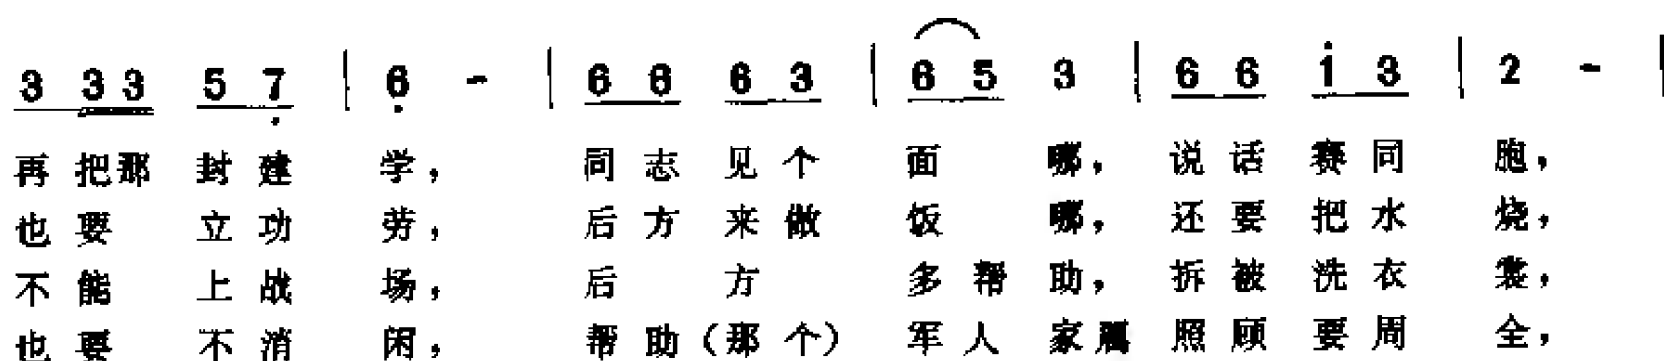 3 3 3 5 7 | 6 - | 6 6 6 3 | 6 5 3 | 6 6 1 3 | 2 - |
再把那封建学，同志见个面哪，说话赛同胞，
也要立功劳，后方来做饭哪，还要把水烧，
不能上战场，后方多帮助，拆被洗衣裳，
也要不消闲，帮助（那个）军人家属照顾要周全，